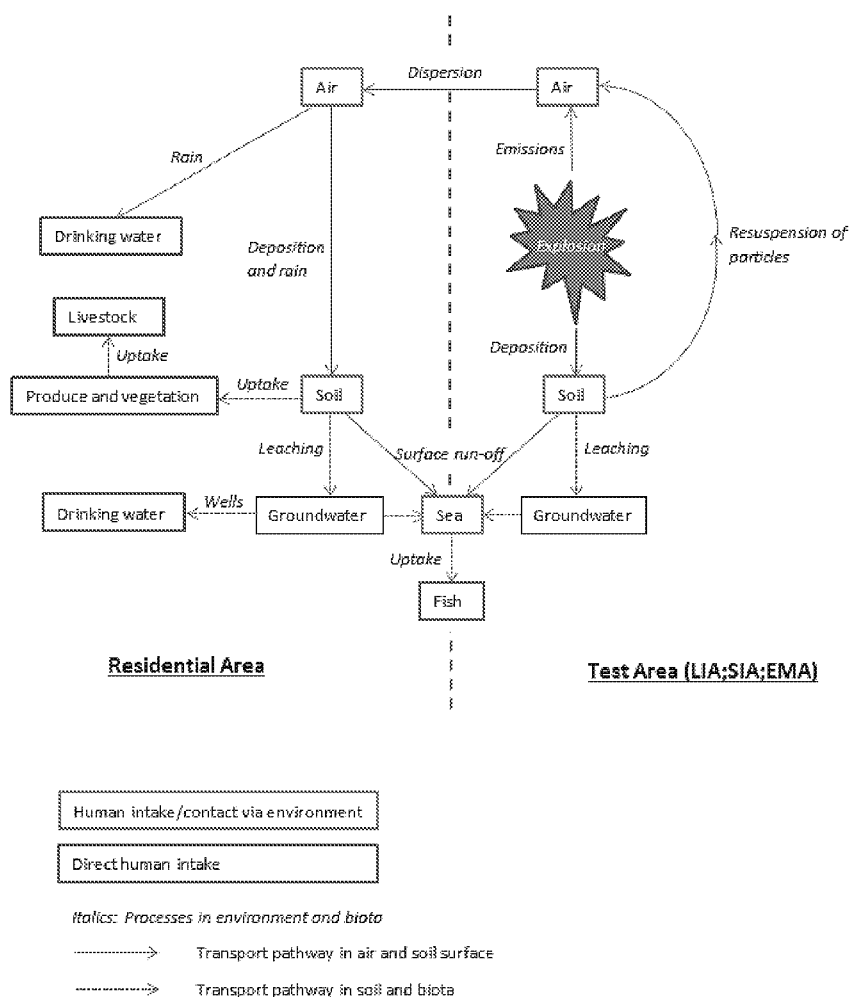 Dispersion
Air
Air
Emissions
Rain
Drinking water
Explosion
Deposition
and rain
Resuspension of
particles
Livestock
Uptake
Deposition
Produce and vegetation
Uptake
Soil
Soil
Leaching
Surface run-off
Leaching
Drinking water
Wells
Groundwater
Sea
Groundwater
Uptake
Fish
Residential Area
Test Area (LIA;SIA;EMA)
Human intake/contact via environment
Direct human intake
Italics: Processes in environment and biota
Transport pathway in air and soil surface
Transport pathway in soil and biota